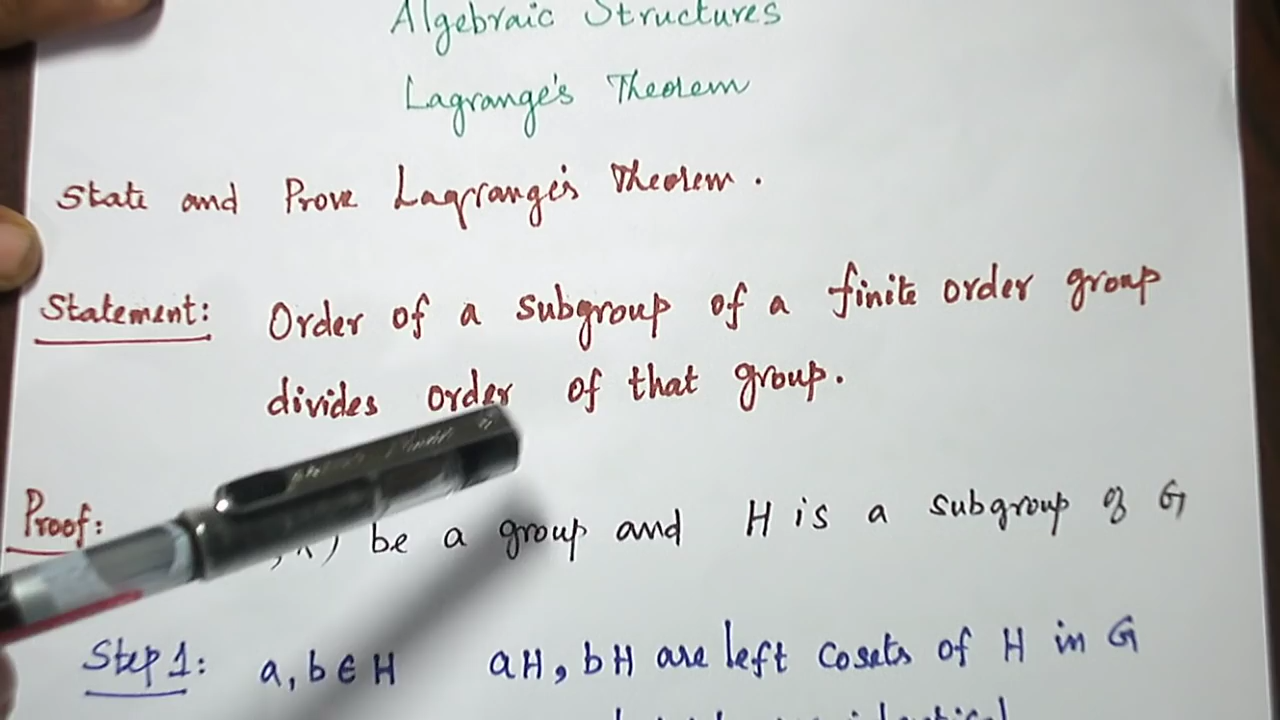 Algebraic Structures
Lagrange's Theorem
State and Prove Lagrange's Theorem.
Statement: Order of a subgroup of a finite order group
divides order of that group.
Proof: be a group and H is a subgroup of G
Step 1: a, b ∈ H aH, bH are left cosets of H in G
identical